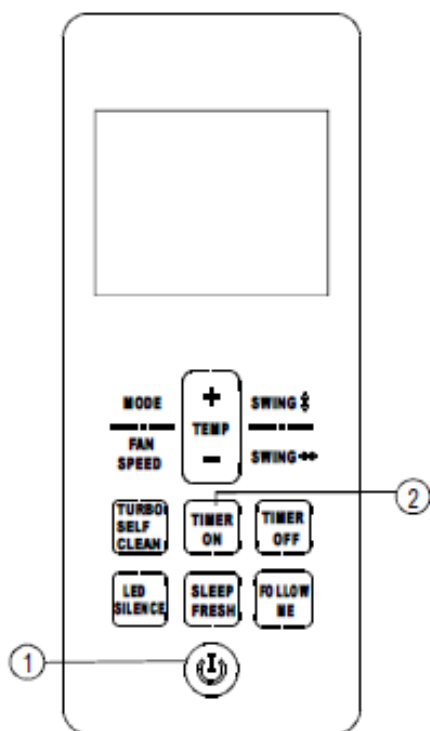 MODE
FAN
SPEED
+
TEMP
-
SWING
SWING
TURBO
SELF
CLEAN
TIMER
ON
TIMER
OFF
2
LED
SILENCE
SLEEP
FRESH
FOLLOW
ME
1